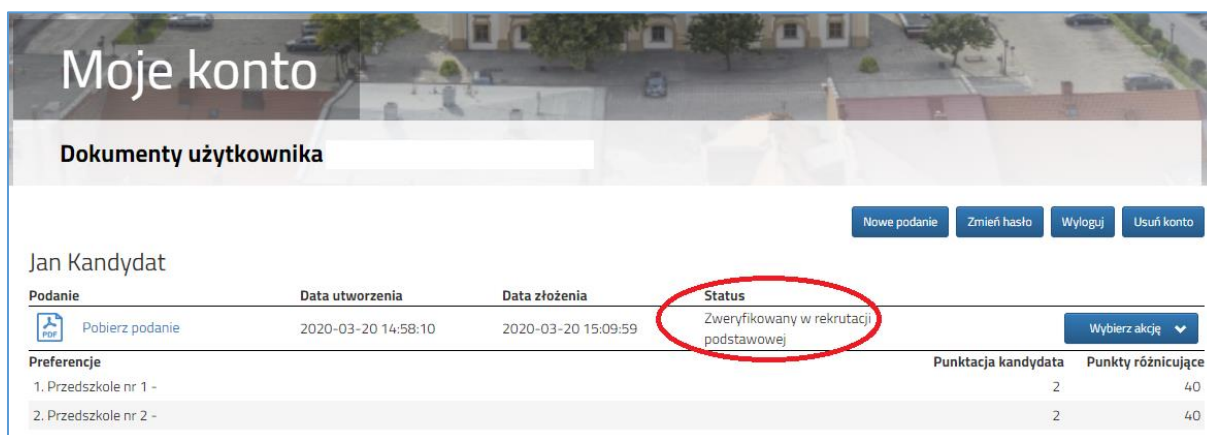 Moje konto
Dokumenty użytkownika
Nowe podanie Zmień hasło Wyloguj Usuń konto
Jan Kandydat
Podanie Data utworzenia Data złożenia Status
PDF Pobierz podanie 2020-03-20 14:58:10 2020-03-20 15:09:59 Zweryfikowany w rekrutacji
podstawowej Wybierz akcję
Preferencje Punktacja kandydata Punkty różnicujące
1. Przedszkole nr 1 - 2 40
2. Przedszkole nr 2 - 2 40